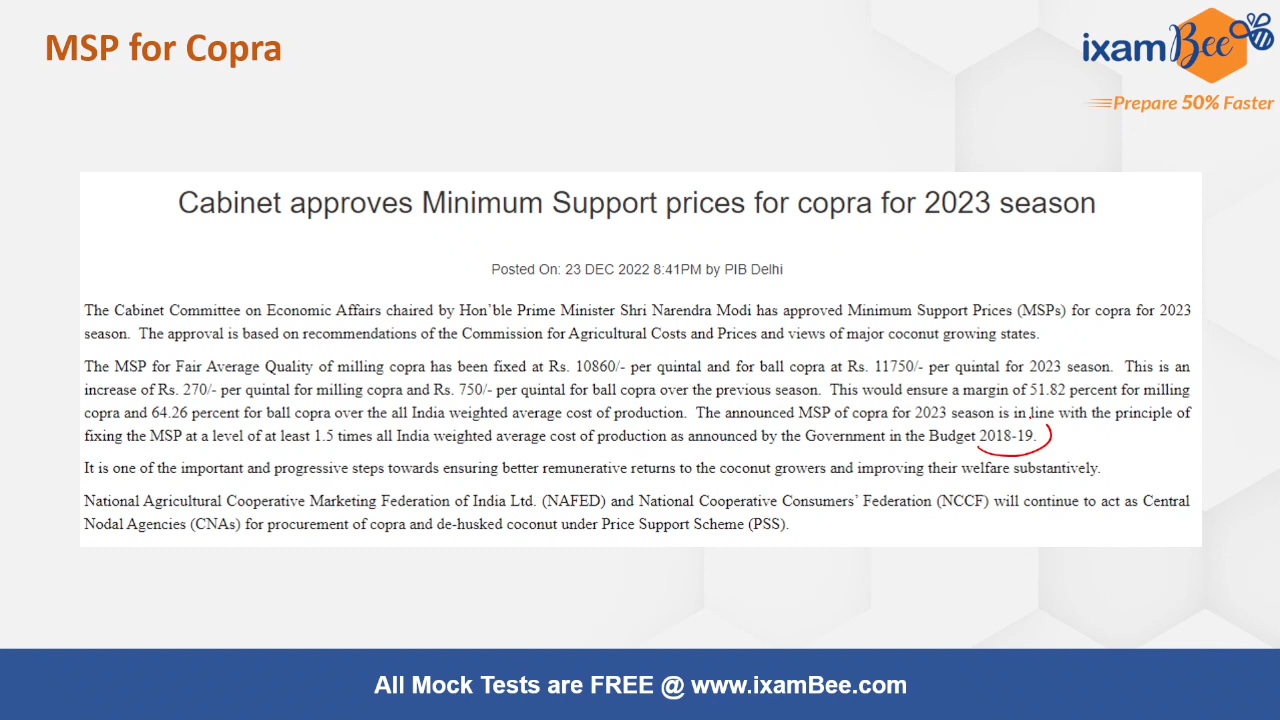 MSP for Copra
ixamBee
Prepare 50% Faster
Cabinet approves Minimum Support prices for copra for 2023 season
Posted On: 23 DEC 2022 8:41PM by PIB Delhi
The Cabinet Committee on Economic Affairs chaired by Hon’ble Prime Minister Shri Narendra Modi has approved Minimum Support Prices (MSPs) for copra for 2023
season. The approval is based on recommendations of the Commission for Agricultural Costs and Prices and views of major coconut growing states.
The MSP for Fair Average Quality of milling copra has been fixed at Rs. 10860/- per quintal and for ball copra at Rs. 11750/- per quintal for 2023 season. This is an
increase of Rs. 270/- per quintal for milling copra and Rs. 750/- per quintal for ball copra over the previous season. This would ensure a margin of 51.82 percent for milling
copra and 64.26 percent for ball copra over the all India weighted average cost of production. The announced MSP of copra for 2023 season is in line with the principle of
fixing the MSP at a level of at least 1.5 times all India weighted average cost of production as announced by the Government in the Budget 2018-19.
It is one of the important and progressive steps towards ensuring better remunerative returns to the coconut growers and improving their welfare substantively.
National Agricultural Cooperative Marketing Federation of India Ltd. (NAFED) and National Cooperative Consumers’ Federation (NCCF) will continue to act as Central
Nodal Agencies (CNAs) for procurement of copra and de-husked coconut under Price Support Scheme (PSS).
All Mock Tests are FREE @ www.ixamBee.com